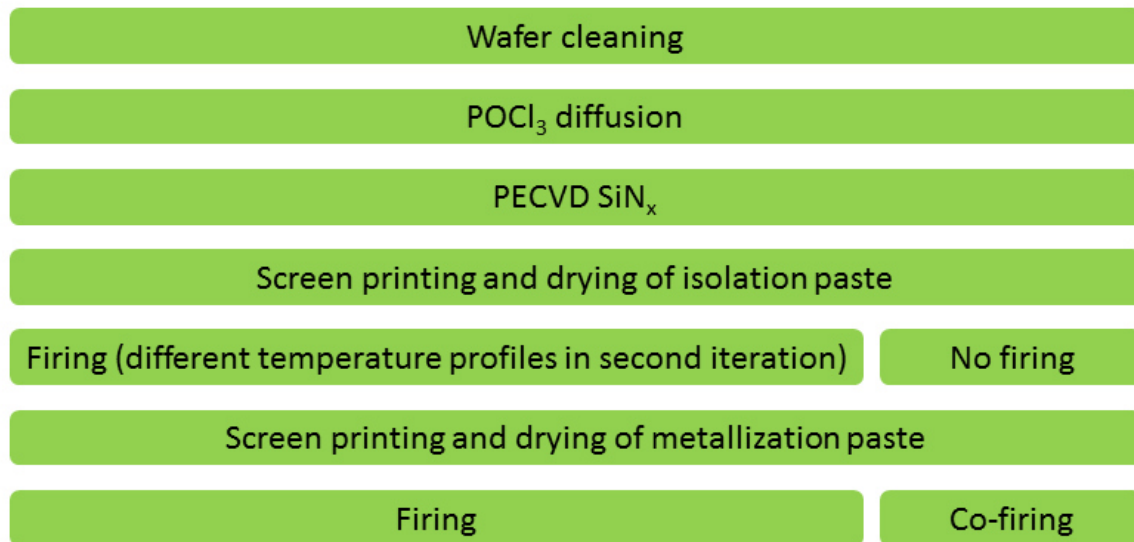 Wafer cleaning
POCl₃ diffusion
PECVD SiNₓ
Screen printing and drying of isolation paste
Firing (different temperature profiles in second iteration)
No firing
Screen printing and drying of metallization paste
Firing
Co-firing